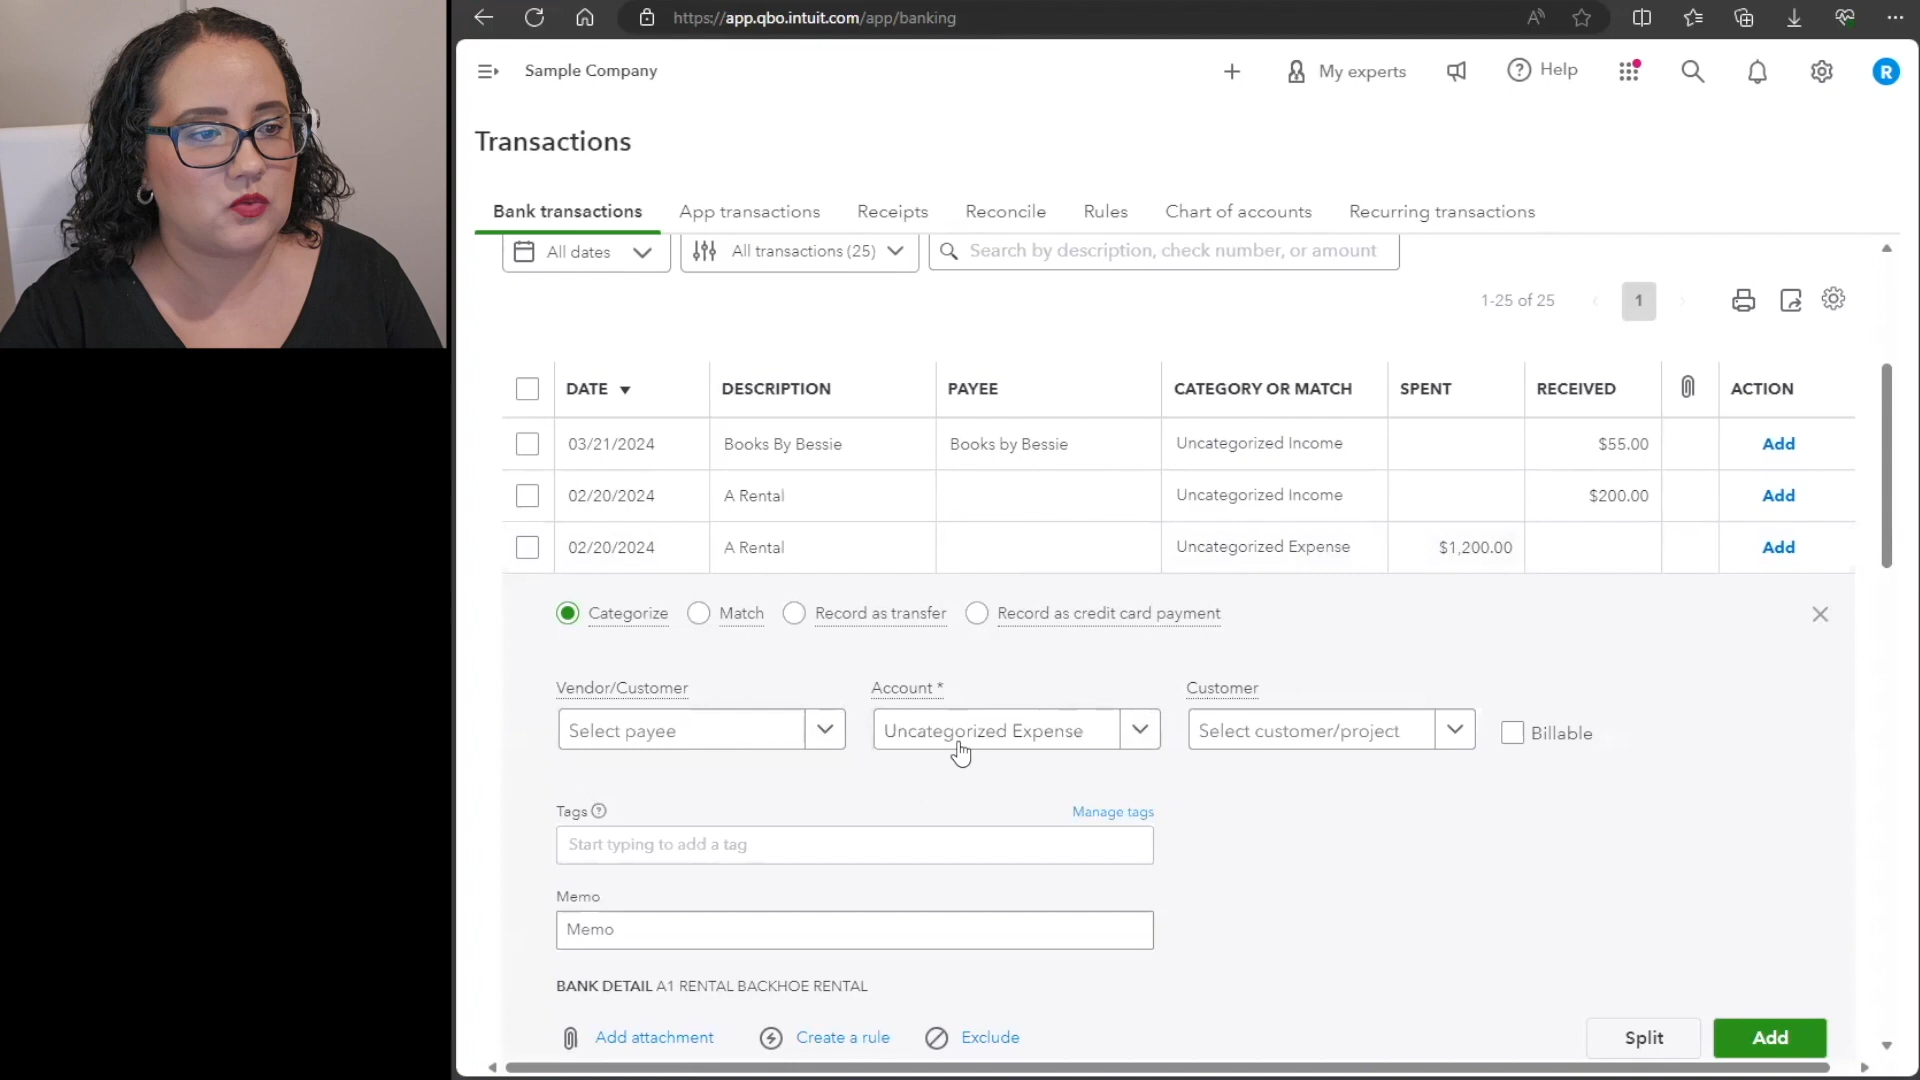 https://app.qbo.intuit.com/app/banking
Sample Company
My experts
Help
R
Transactions
Bank transactions App transactions Receipts Reconcile Rules Chart of accounts Recurring transactions
All dates All transactions (25) Search by description, check number, or amount
1-25 of 25 1
DATE DESCRIPTION PAYEE CATEGORY OR MATCH SPENT RECEIVED ACTION
03/21/2024 Books By Bessie Books by Bessie Uncategorized Income $55.00 Add
02/20/2024 A Rental Uncategorized Income $200.00 Add
02/20/2024 A Rental Uncategorized Expense $1,200.00 Add
Categorize Match Record as transfer Record as credit card payment
Vendor/Customer Account * Customer
Select payee Uncategorized Expense Select customer/project Billable
Tags Manage tags
Start typing to add a tag
Memo
Memo
BANK DETAIL A1 RENTAL BACKHOE RENTAL
Add attachment Create a rule Exclude Split Add